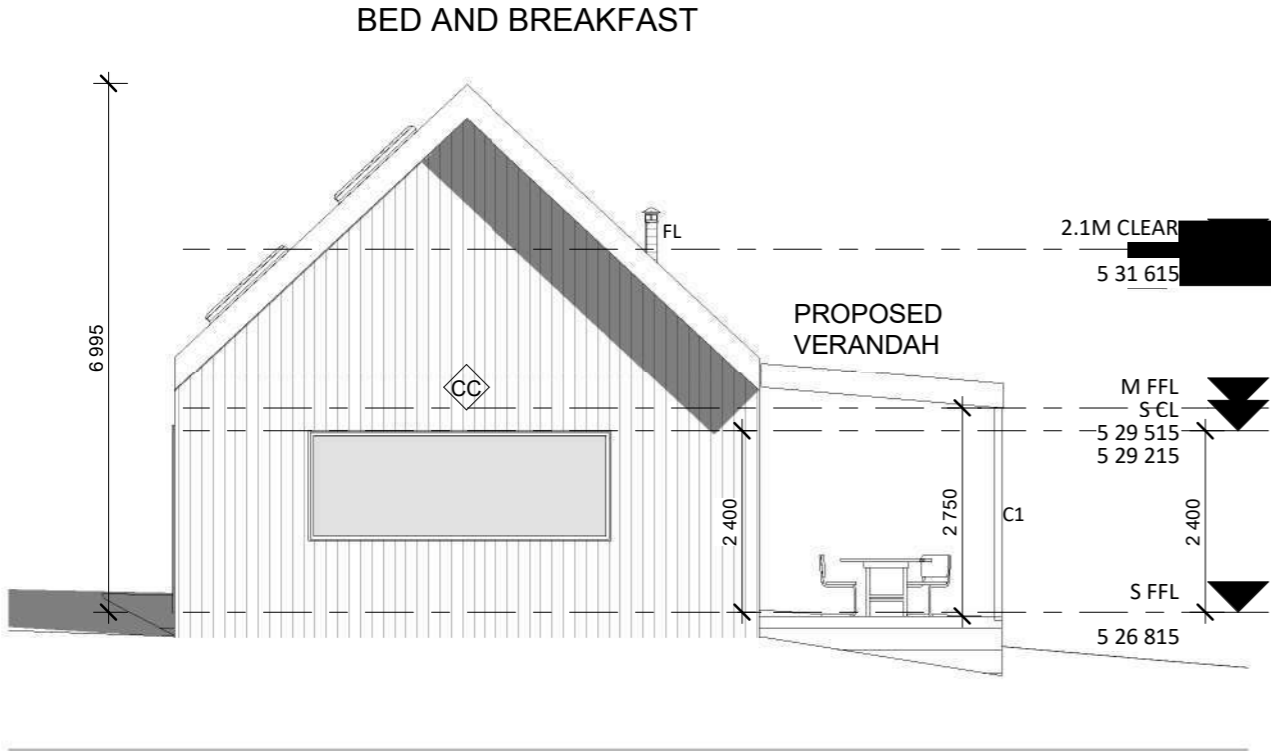 BED AND BREAKFAST
6 995
FL
2.1M CLEAR
5 31 615
PROPOSED
VERANDAH
CC
M FFL
S CL
5 29 515
5 29 215
2 400
2 750
C1
2 400
S FFL
5 26 815